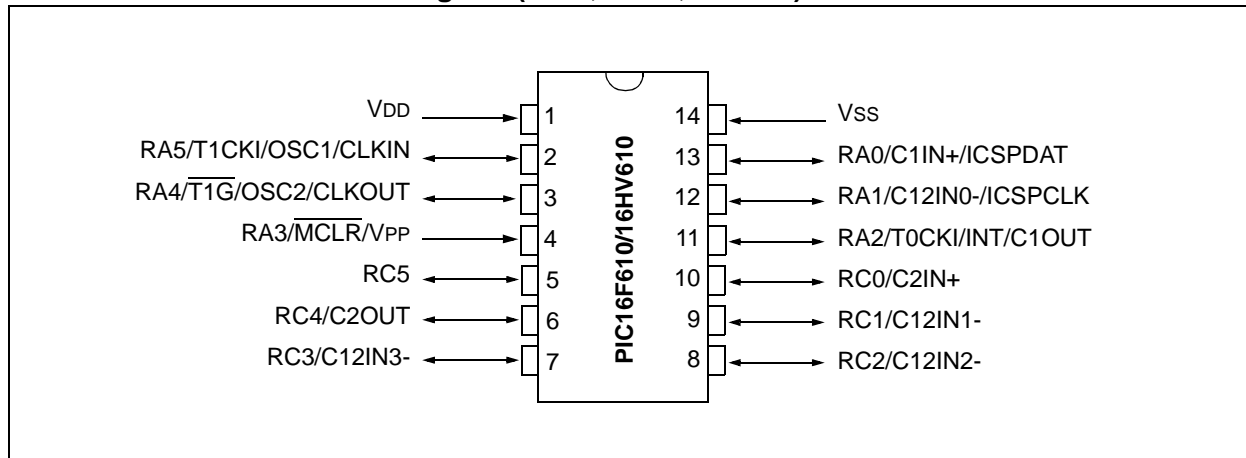 VDD 1 14 VSS
RA5/T1CKI/OSC1/CLKIN 2 13 RA0/C1IN+/ICSPDAT
RA4/T1G/OSC2/CLKOUT 3 12 RA1/C12IN0-/ICSPCLK
RA3/MCLR/VPP 4 11 RA2/T0CKI/INT/C1OUT
RC5 5 10 RC0/C2IN+
RC4/C2OUT 6 9 RC1/C12IN1-
RC3/C12IN3- 7 8 RC2/C12IN2-
PIC16F610/16HV610